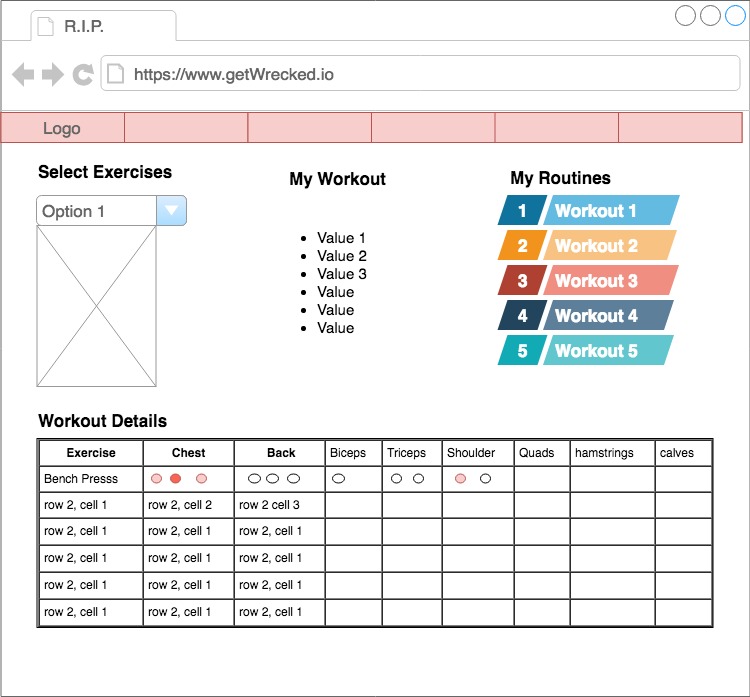 R.I.P.
https://www.getWrecked.io
Logo
Select Exercises
Option 1
My Workout
Value 1
Value 2
Value 3
Value
Value
Value
My Routines
1 Workout 1
2 Workout 2
3 Workout 3
4 Workout 4
5 Workout 5
Workout Details
Exercise Chest Back Biceps Triceps Shoulder Quads hamstrings calves
Bench Presss
row 2, cell 1 row 2, cell 2 row 2 cell 3
row 2, cell 1 row 2, cell 1 row 2, cell 1
row 2, cell 1 row 2, cell 1 row 2, cell 1
row 2, cell 1 row 2, cell 1 row 2, cell 1
row 2, cell 1 row 2, cell 1 row 2, cell 1